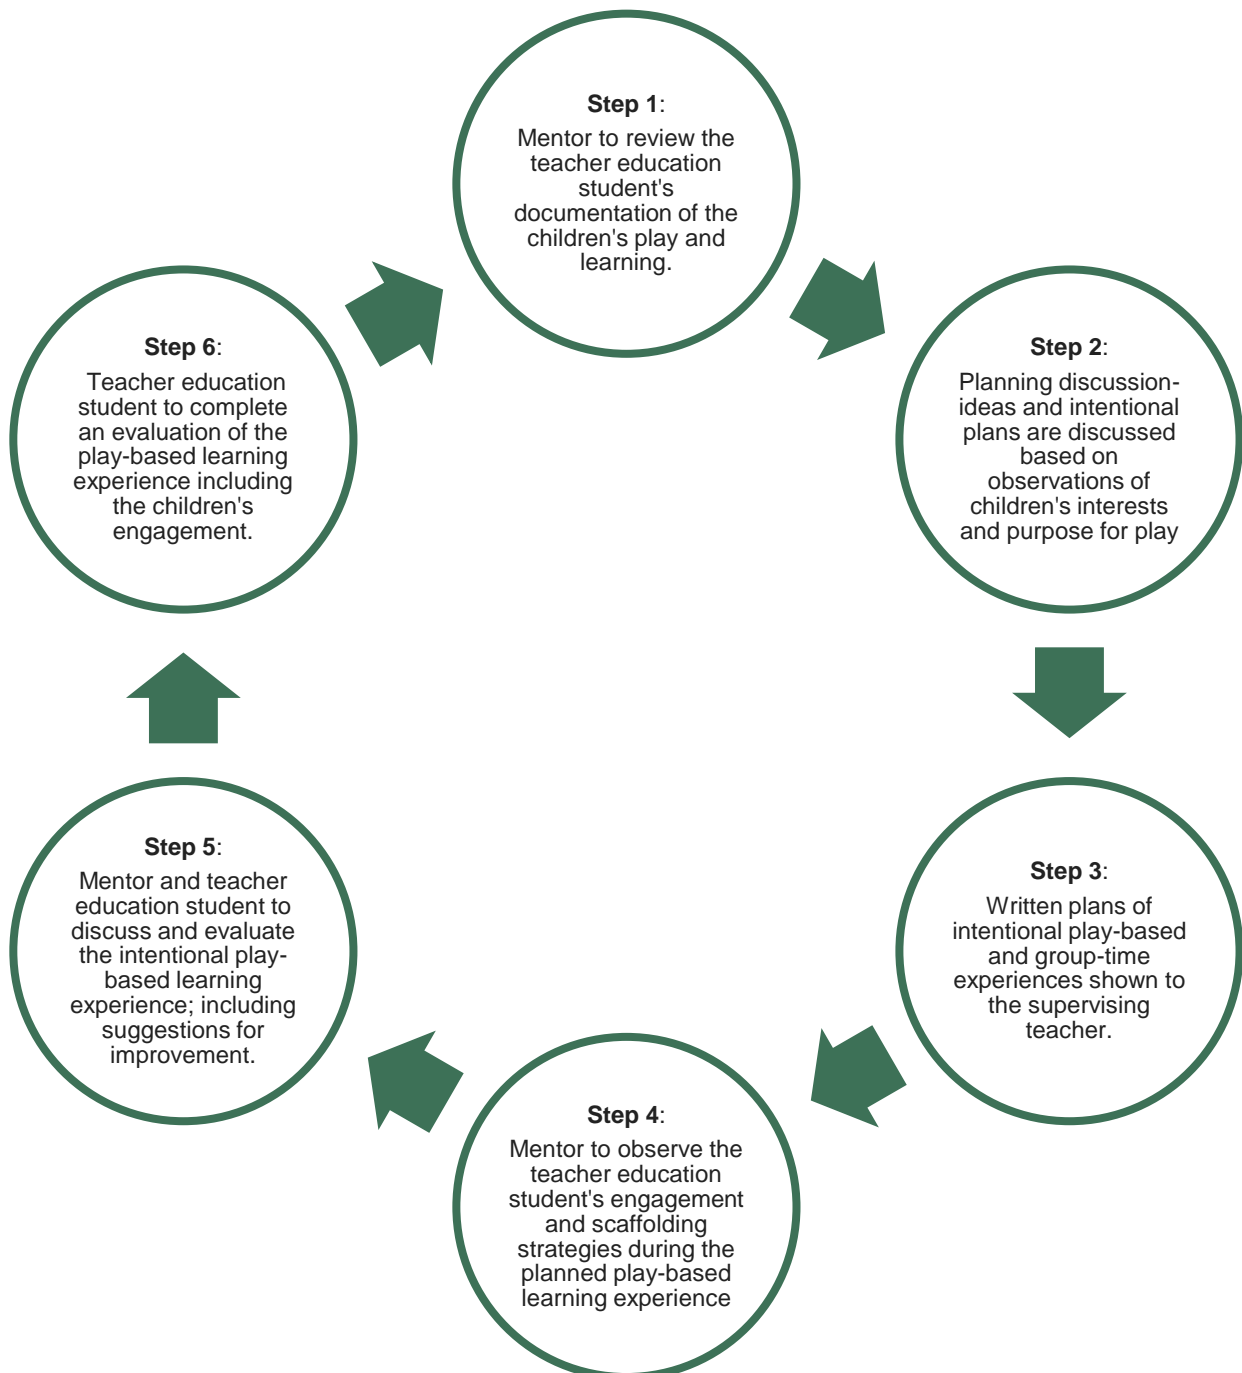 Step 1:
Mentor to review the
teacher education
student's
documentation of the
children's play and
learning.
Step 2:
Planning discussion-
ideas and intentional
plans are discussed
based on
observations of
children's interests
and purpose for play
Step 3:
Written plans of
intentional play-based
and group-time
experiences shown to
the supervising
teacher.
Step 4:
Mentor to observe the
teacher education
student's engagement
and scaffolding
strategies during the
planned play-based
learning experience
Step 5:
Mentor and teacher
education student to
discuss and evaluate
the intentional play-
based learning
experience; including
suggestions for
improvement.
Step 6:
Teacher education
student to complete
an evaluation of the
play-based learning
experience including
the children's
engagement.